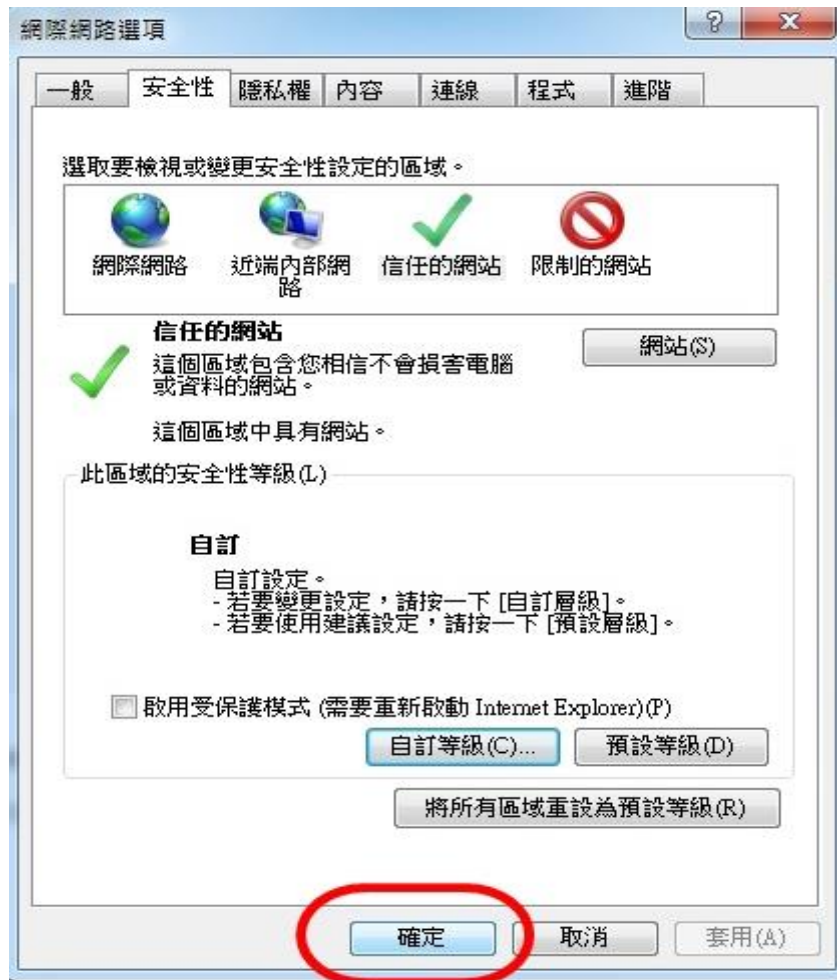 網際網路選項
一般 安全性 隱私權 內容 連線 程式 進階
選取要檢視或變更安全性設定的區域。
網際網路 近端內部網路 信任的網站 限制的網站
信任的網站
網站(S)
這個區域包含您相信不會損害電腦
或資料的網站。
這個區域中具有網站。
此區域的安全性等級(L)
自訂
自訂設定。
- 若要變更設定，請按一下 [自訂層級]。
- 若要使用建議設定，請按一下 [預設層級]。
啟用受保護模式 (需要重新啟動 Internet Explorer)(P)
自訂等級(C)... 預設等級(D)
將所有區域重設為預設等級(R)
確定 取消 套用(A)